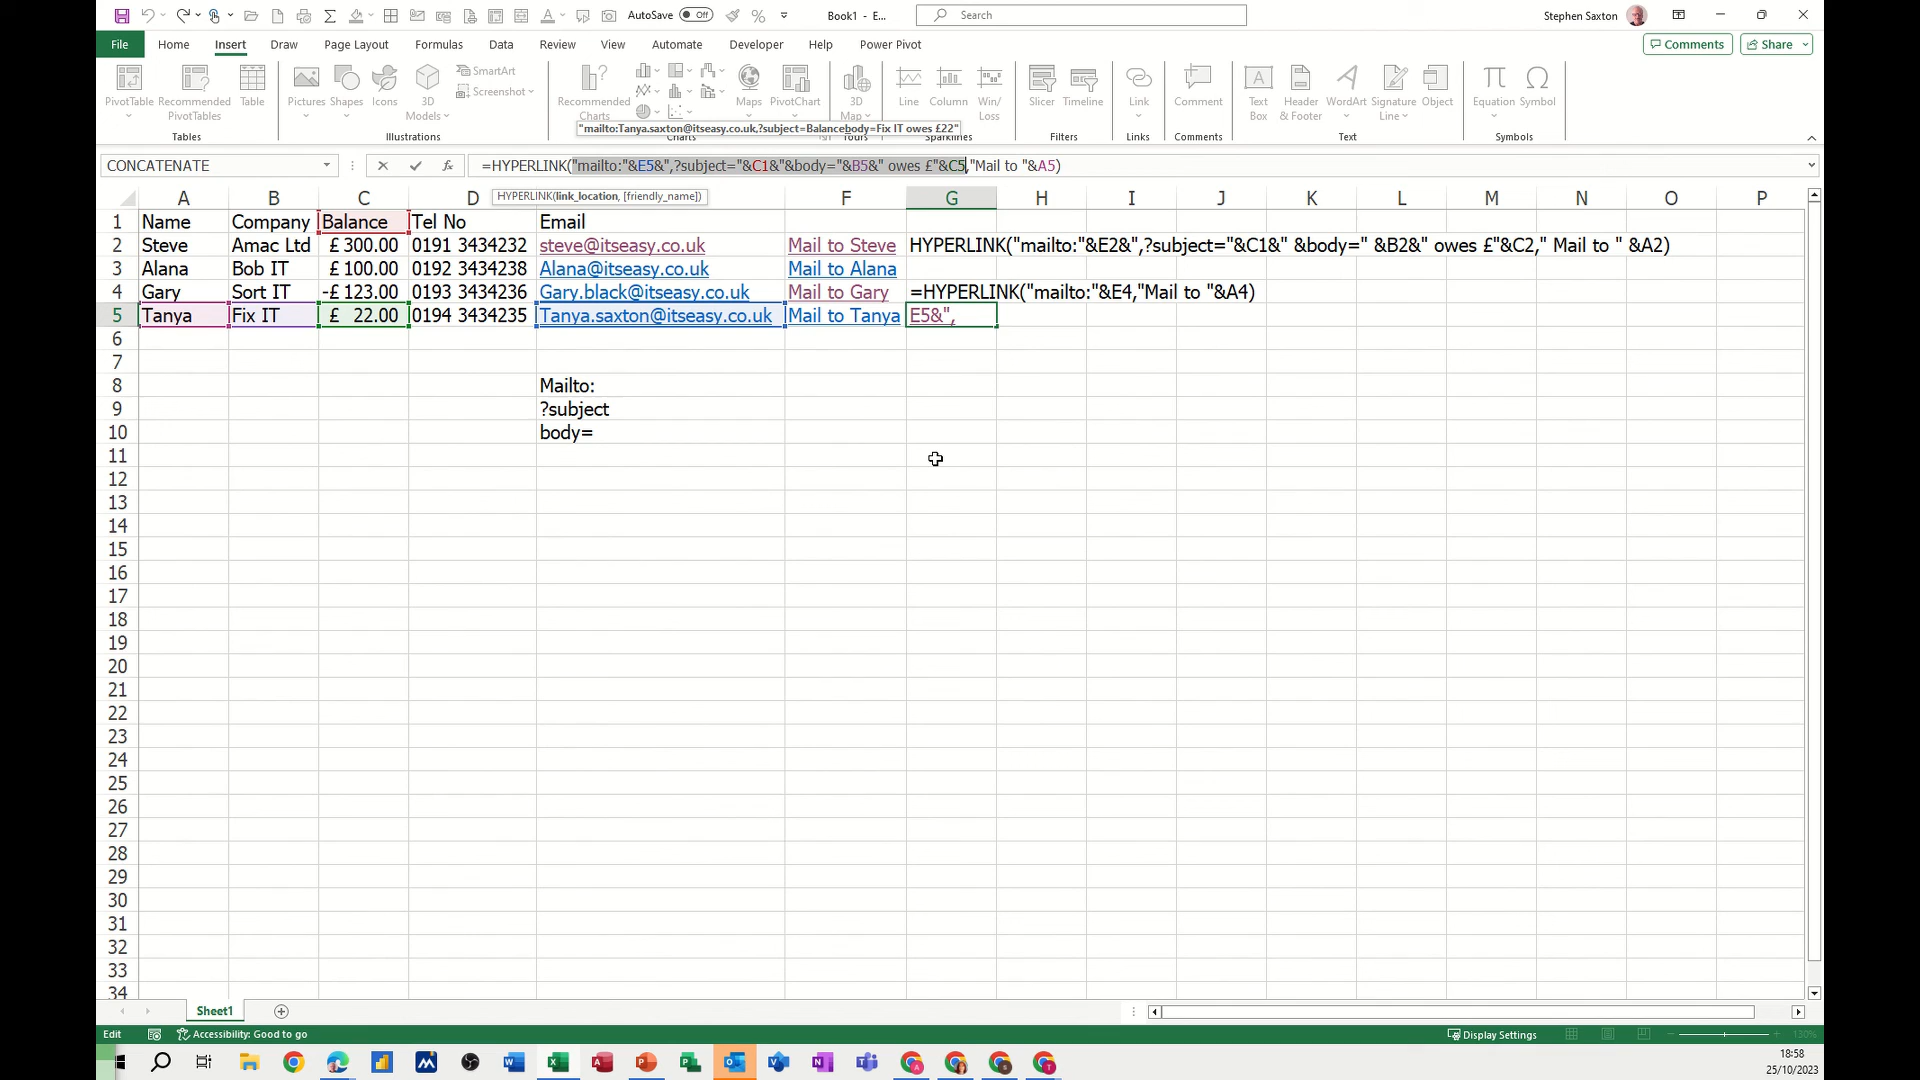 AutoSave Off Book1 - E... Search Stephen Saxton
File Home Insert Draw Page Layout Formulas Data Review View Automate Developer Help Power Pivot Comments Share
PivotTable Recommended PivotTables Table Pictures Shapes Icons 3D Models SmartArt Screenshot Recommended Charts Maps PivotChart 3D Map Line Column Win/Loss Slicer Timeline Link Comment Text Box Header & Footer WordArt Signature Line Object Equation Symbol
Tables Illustrations Charts Tours Sparklines Filters Links Comments Text Symbols
"mailto:Tanya.saxton@itseasy.co.uk,?subject=Balancebody=Fix IT owes £22"
CONCATENATE fx =HYPERLINK("mailto:"&E5&",?subject="&C1&"&body="&B5&" owes £"&C5,"Mail to "&A5)
HYPERLINK(link_location, [friendly_name])
A B C D F G H I J K L M N O P
1 Name Company Balance Tel No Email
2 Steve Amac Ltd £ 300.00 0191 3434232 steve@itseasy.co.uk Mail to Steve HYPERLINK("mailto:"&E2&",?subject="&C1&" &body=" &B2&" owes £"&C2," Mail to " &A2)
3 Alana Bob IT £ 100.00 0192 3434238 Alana@itseasy.co.uk Mail to Alana
4 Gary Sort IT -£ 123.00 0193 3434236 Gary.black@itseasy.co.uk Mail to Gary =HYPERLINK("mailto:"&E4,"Mail to "&A4)
5 Tanya Fix IT £ 22.00 0194 3434235 Tanya.saxton@itseasy.co.uk Mail to Tanya E5&",
6
7
8 Mailto:
9 ?subject
10 body=
11
12
13
14
15
16
17
18
19
20
21
22
23
24
25
26
27
28
29
30
31
32
33
34
Sheet1
Edit Accessibility: Good to go Display Settings 130%
18:58
25/10/2023